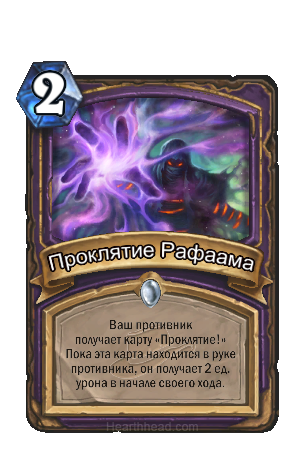 2
Проклятие Рафаама
Ваш противник
получает карту «Проклятие!»
Пока эта карта находится в руке
противника, он получает 2 ед.
урона в начале своего хода.
Hearthhead.com